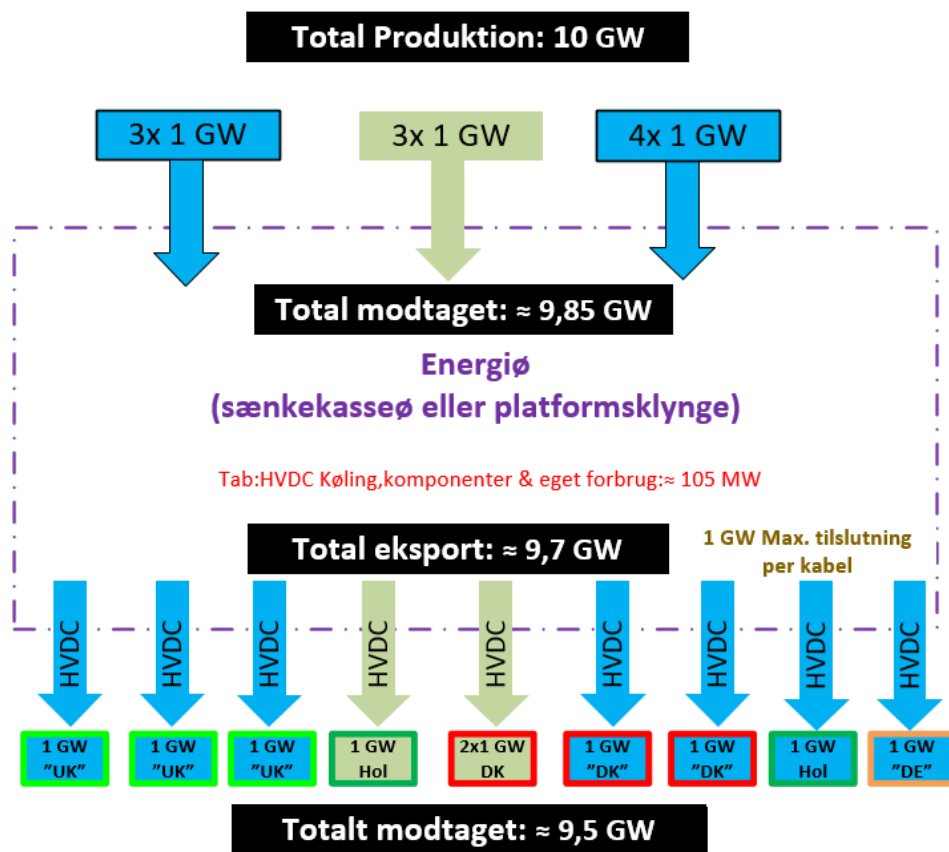 Total Produktion: 10 GW
3x 1 GW
3x 1 GW
4x 1 GW
Total modtaget: ≈ 9,85 GW
Energiø
(sænkekasseø eller platformsklynge)
Tab:HVDC Køling,komponenter & eget forbrug:≈ 105 MW
Total eksport: ≈ 9,7 GW
1 GW Max. tilslutning
per kabel
HVDC
HVDC
HVDC
HVDC
HVDC
HVDC
HVDC
HVDC
HVDC
1 GW
”UK”
1 GW
”UK”
1 GW
”UK”
1 GW
Hol
2x1 GW
DK
1 GW
”DK”
1 GW
”DK”
1 GW
Hol
1 GW
”DE”
Totalt modtaget: ≈ 9,5 GW